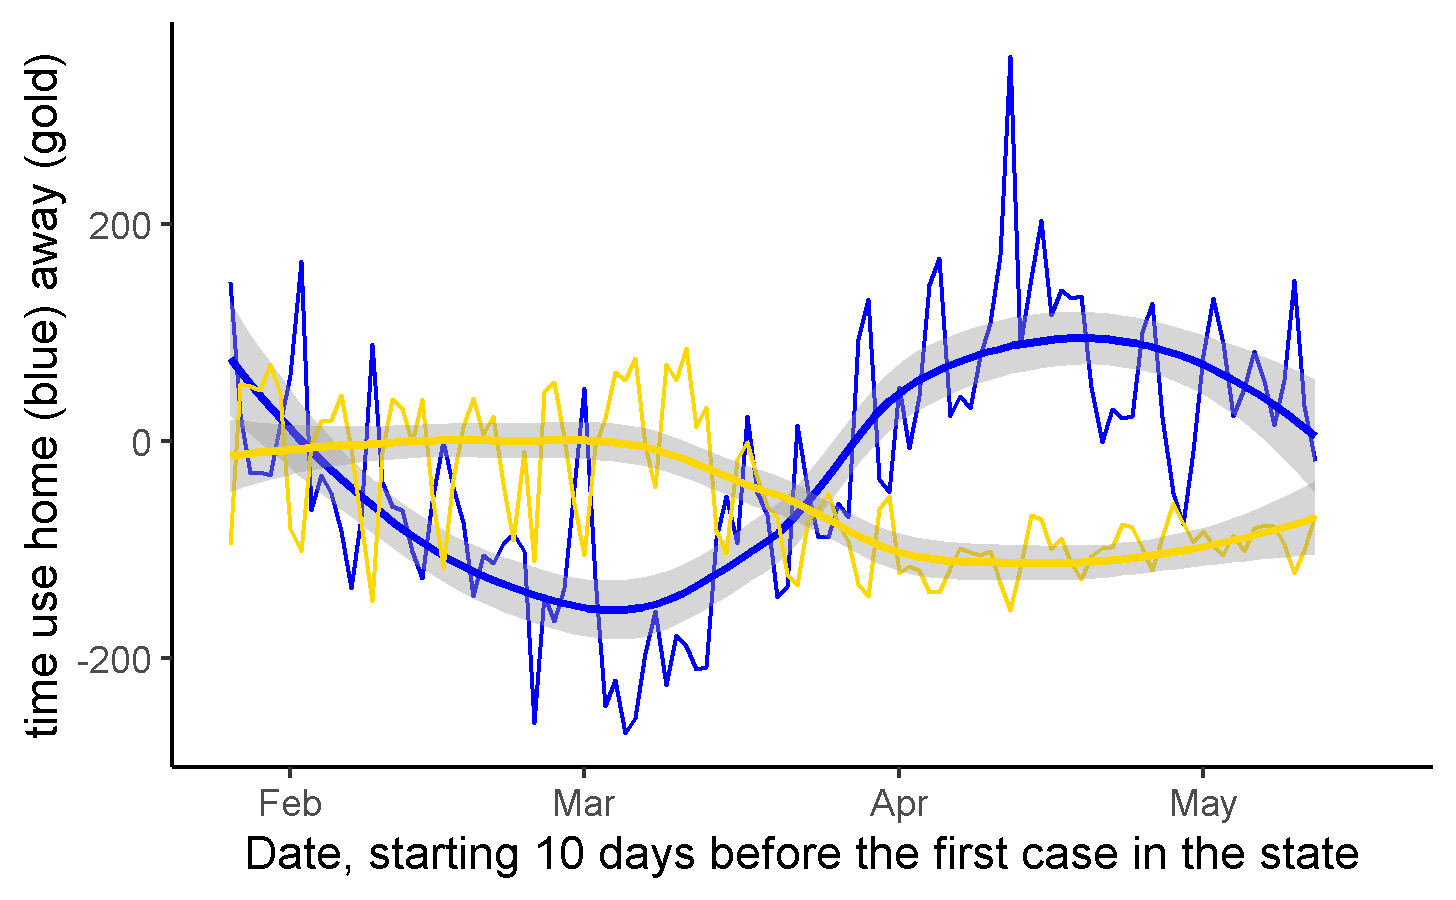 time use home (blue) away (gold)
200
0
-200
Feb Mar Apr May
Date, starting 10 days before the first case in the state